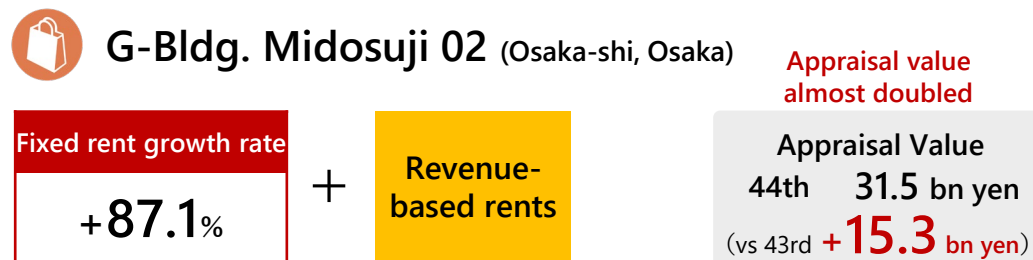 G-Bldg. Midosuji 02 (Osaka-shi, Osaka)
Appraisal value
almost doubled
Fixed rent growth rate
+87.1%
+
Revenue-
based rents
Appraisal Value
44th 31.5 bn yen
（vs 43rd +15.3 bn yen）